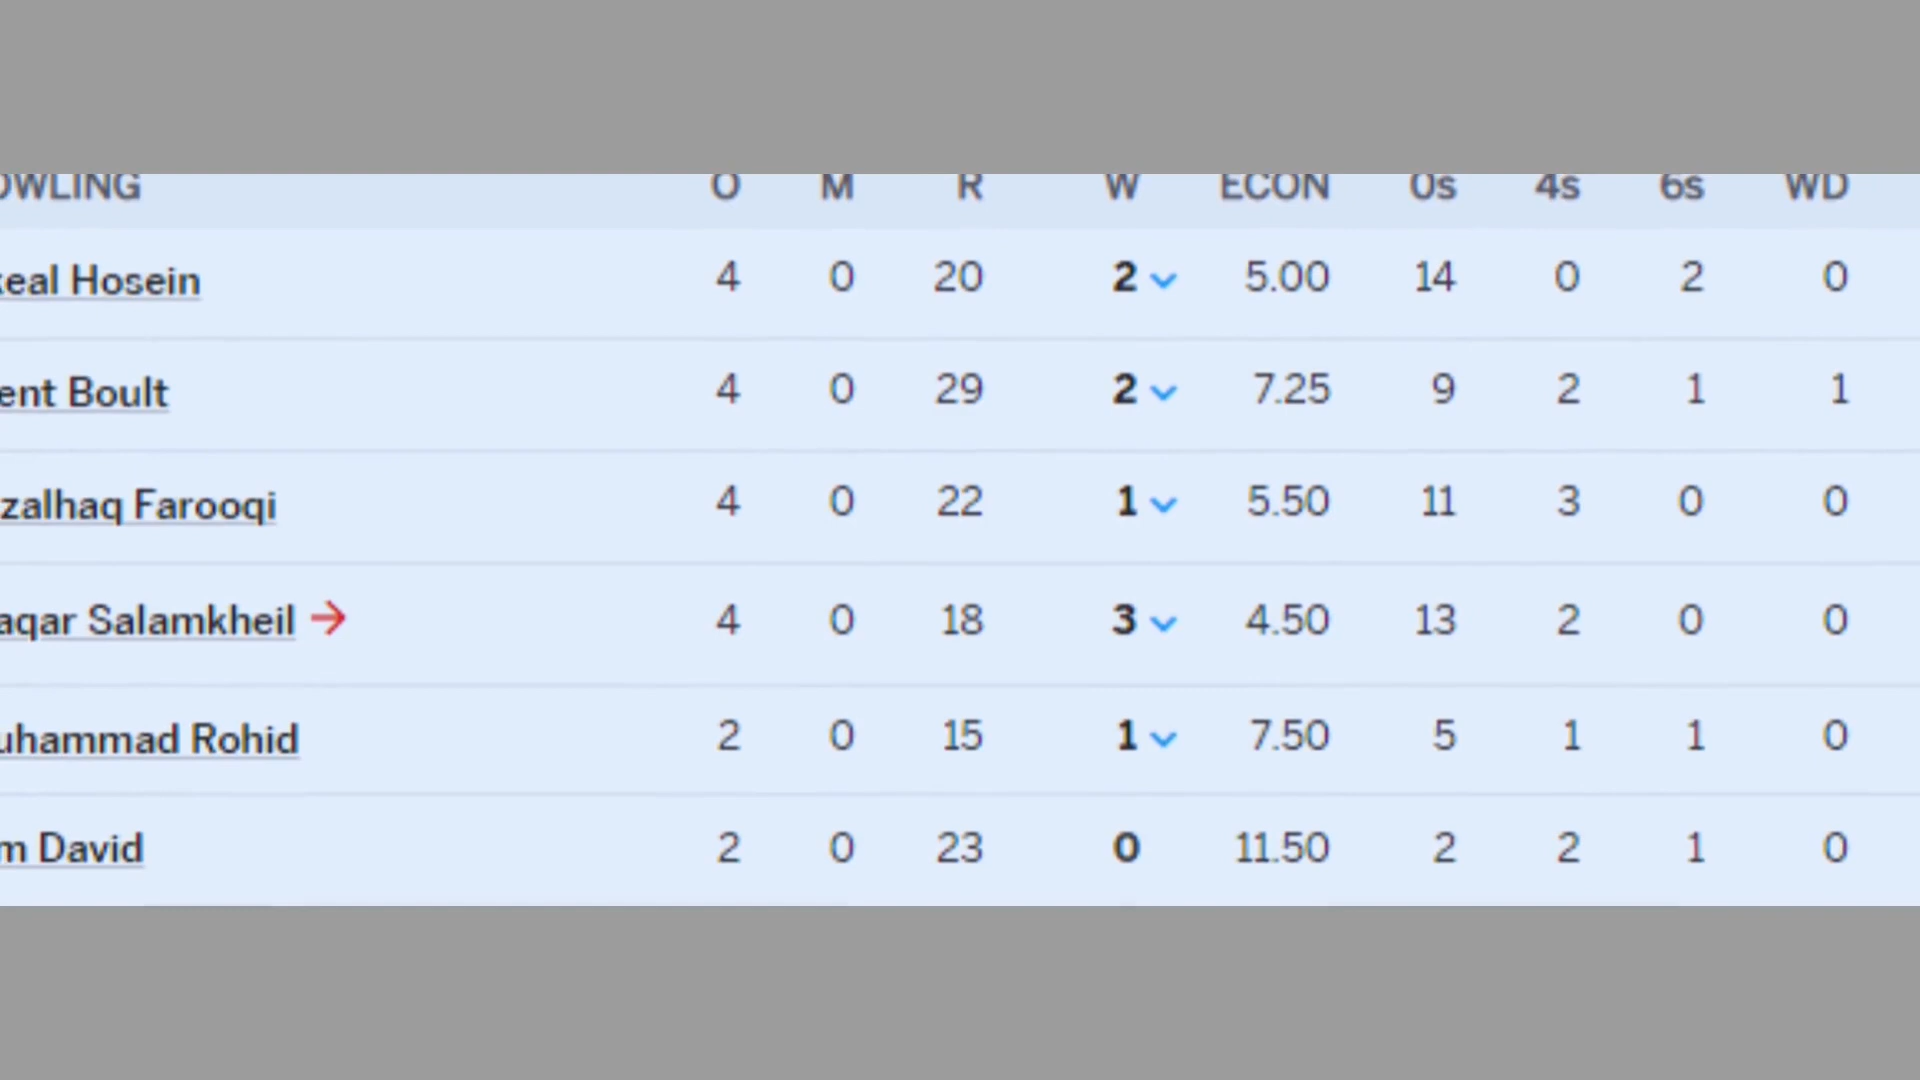 OWLING O M R W ECON 0s 4s 6s WD
keal Hosein 4 0 20 2 5.00 14 0 2 0
ent Boult 4 0 29 2 7.25 9 2 1 1
zalhaq Farooqi 4 0 22 1 5.50 11 3 0 0
aqar Salamkheil → 4 0 18 3 4.50 13 2 0 0
uhammad Rohid 2 0 15 1 7.50 5 1 1 0
m David 2 0 23 0 11.50 2 2 1 0